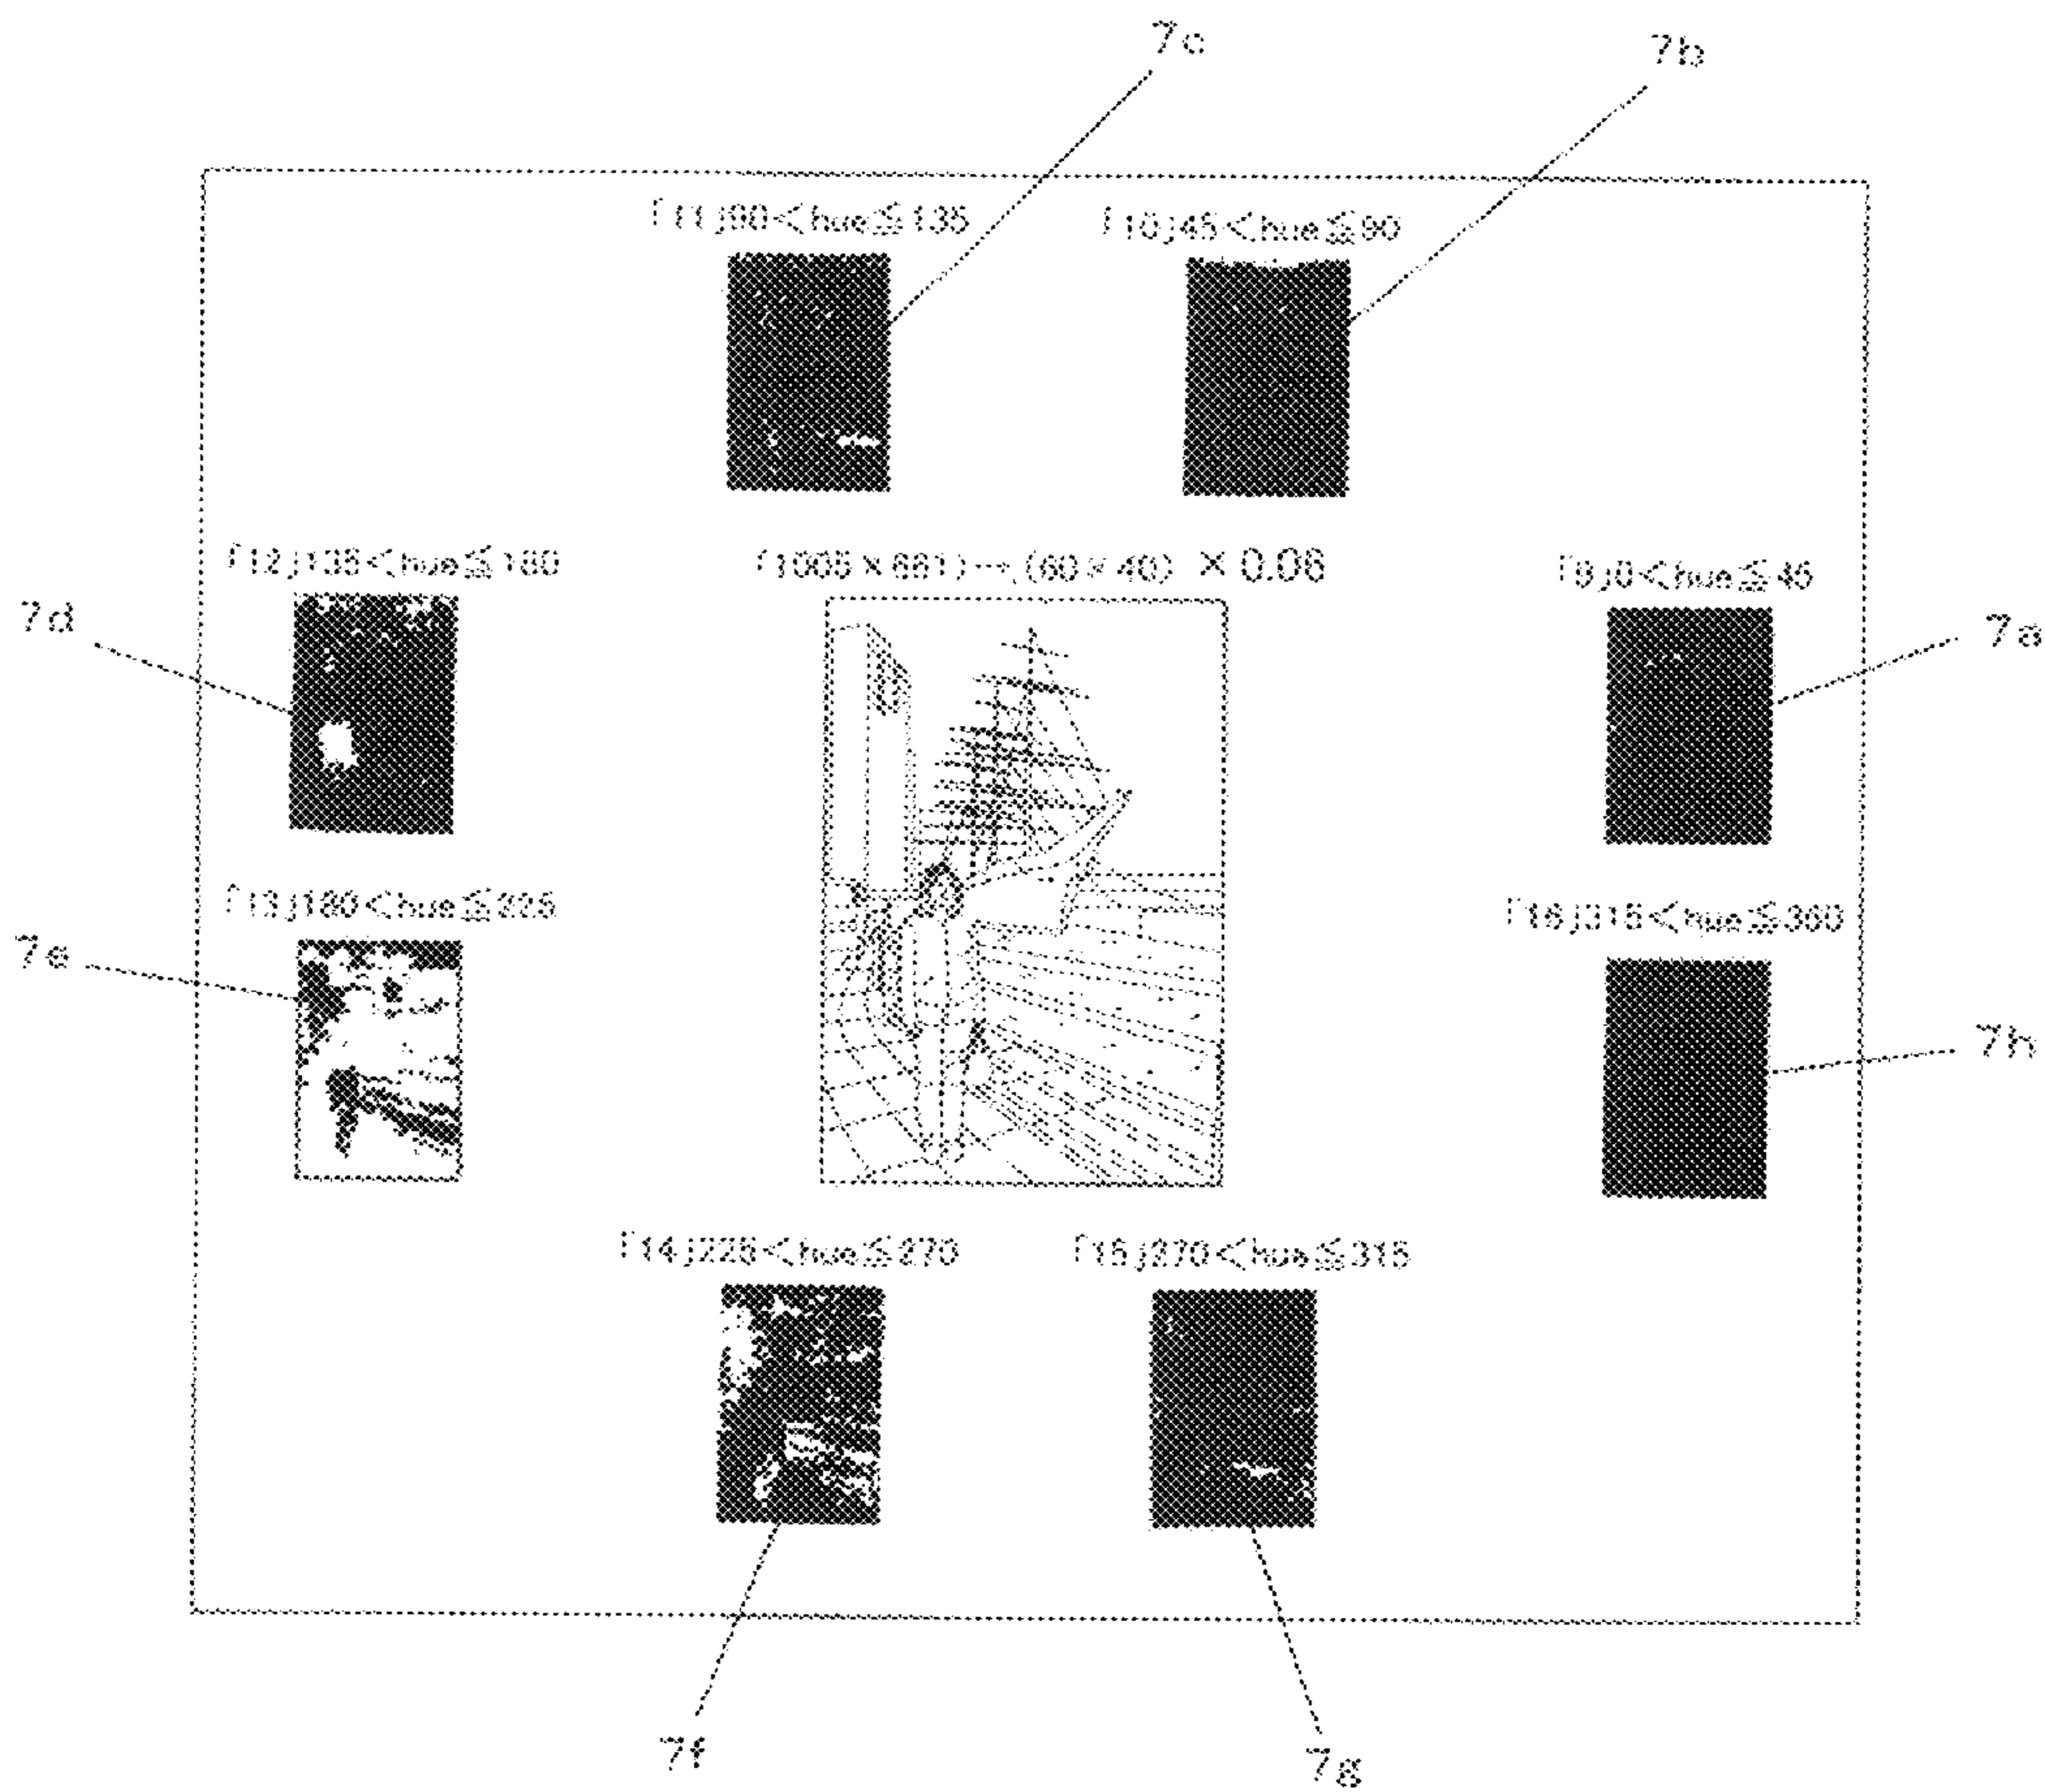 7c
7b
「11」90<hue≦135
「10」45<hue≦90
「12」135<hue≦180
(1005×681)→(60×40) ×0.06
「9」0<hue≦45
7d
7a
「13」180<hue≦225
「16」315<hue≦360
7e
7h
「14」225<hue≦270
「15」270<hue≦315
7f
7g